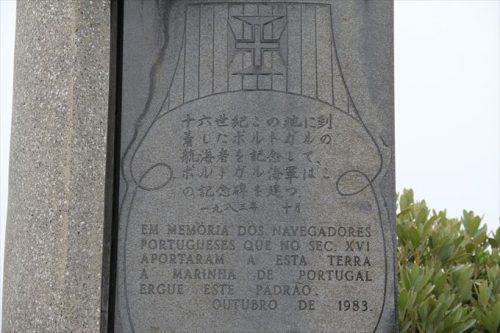 十六世紀この地に到
着したポルトガルの
航海者を記念して、
ポルトガル海軍はこ
の記念碑を建つ。
一九八三年 十月
EM MEMÓRIA DOS NAVEGADORES
PORTUGUESES QUE NO SEC. XVI
APORTARAM A ESTA TERRA
A MARINHA DE PORTUGAL
ERGUE ESTE PADRÃO.
OUTUBRO DE 1983.